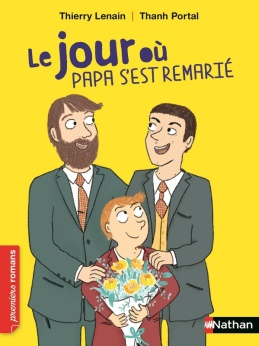 Thierry Lenain | Thanh Portal
Le jour où
PAPA S'EST REMARIÉ
premiers romans
Nathan